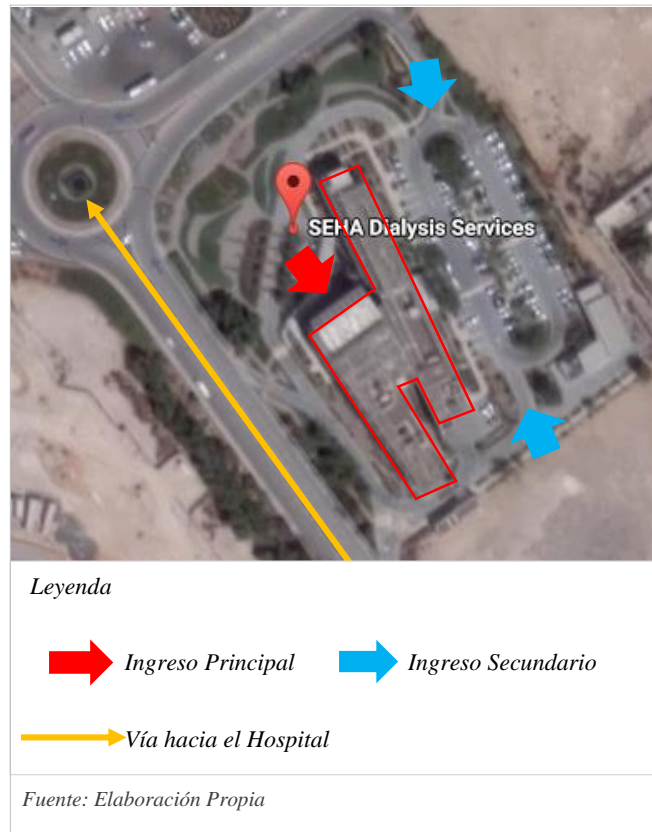 SEHA Dialysis Services
Leyenda
Ingreso Principal
Ingreso Secundario
Vía hacia el Hospital
Fuente: Elaboración Propia